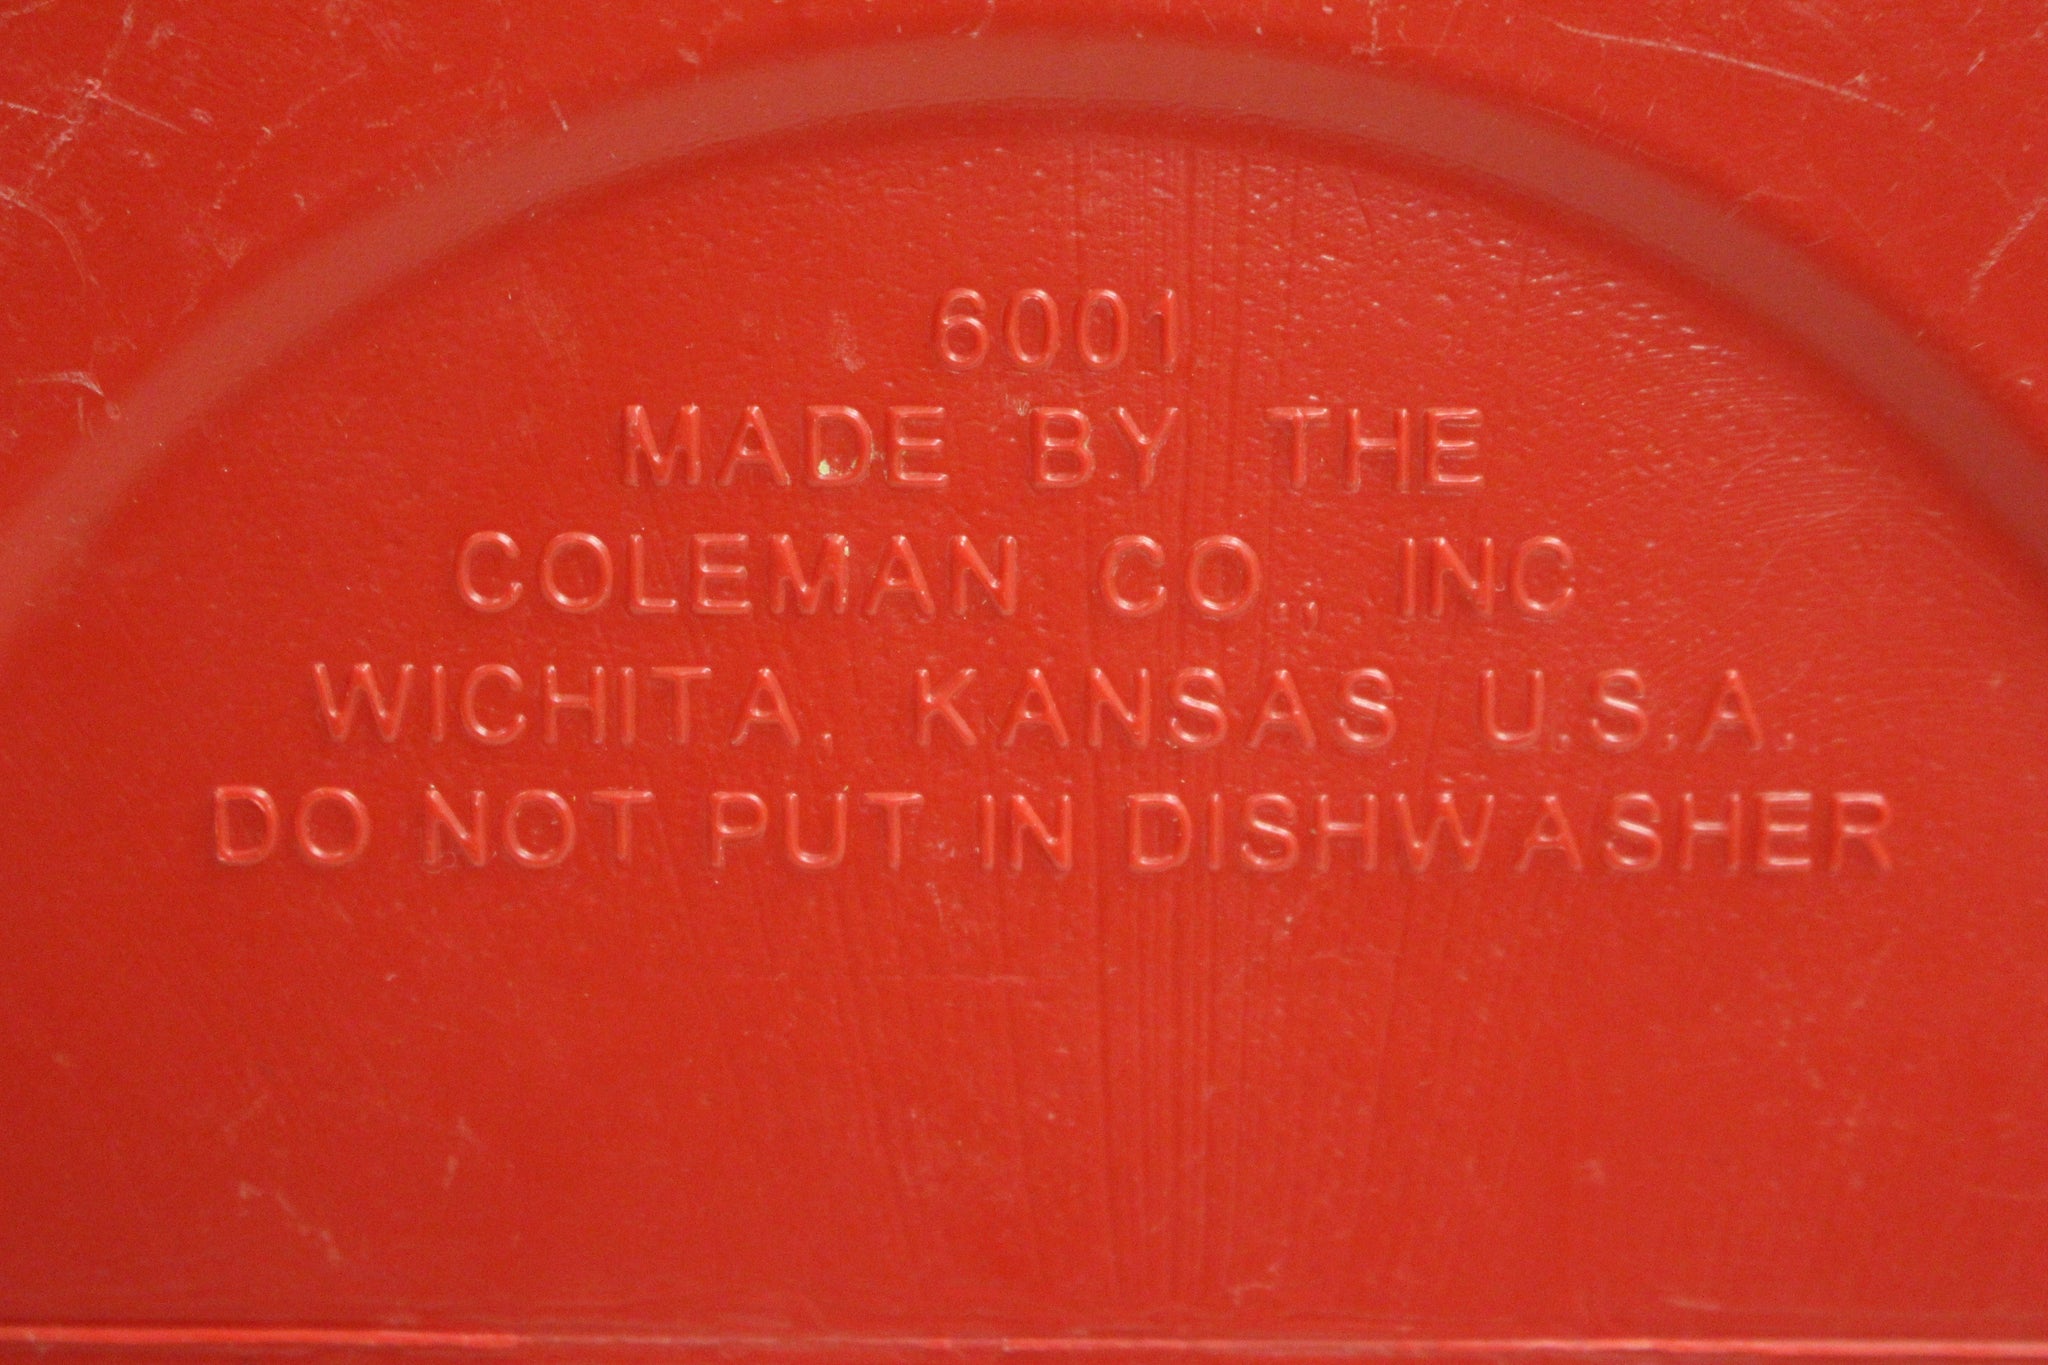 6001
MADE BY THE
COLEMAN CO., INC
WICHITA, KANSAS U.S.A.
DO NOT PUT IN DISHWASHER